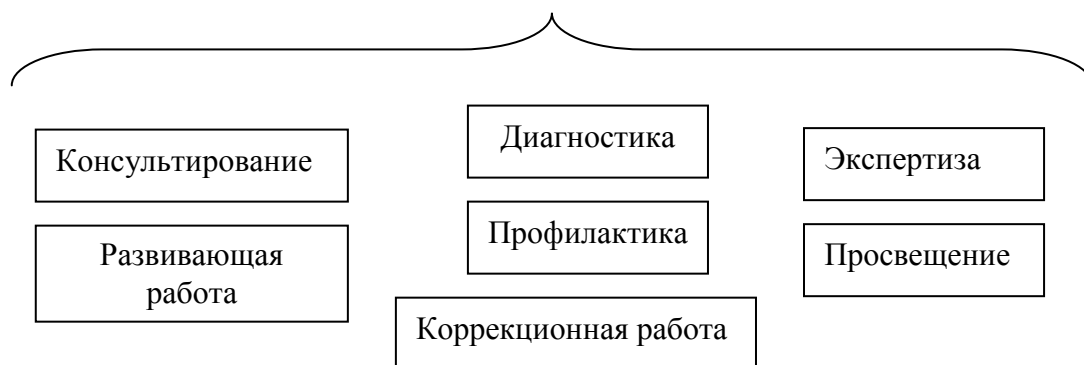 Консультирование
Диагностика
Экспертиза
Развивающая
работа
Профилактика
Просвещение
Коррекционная работа